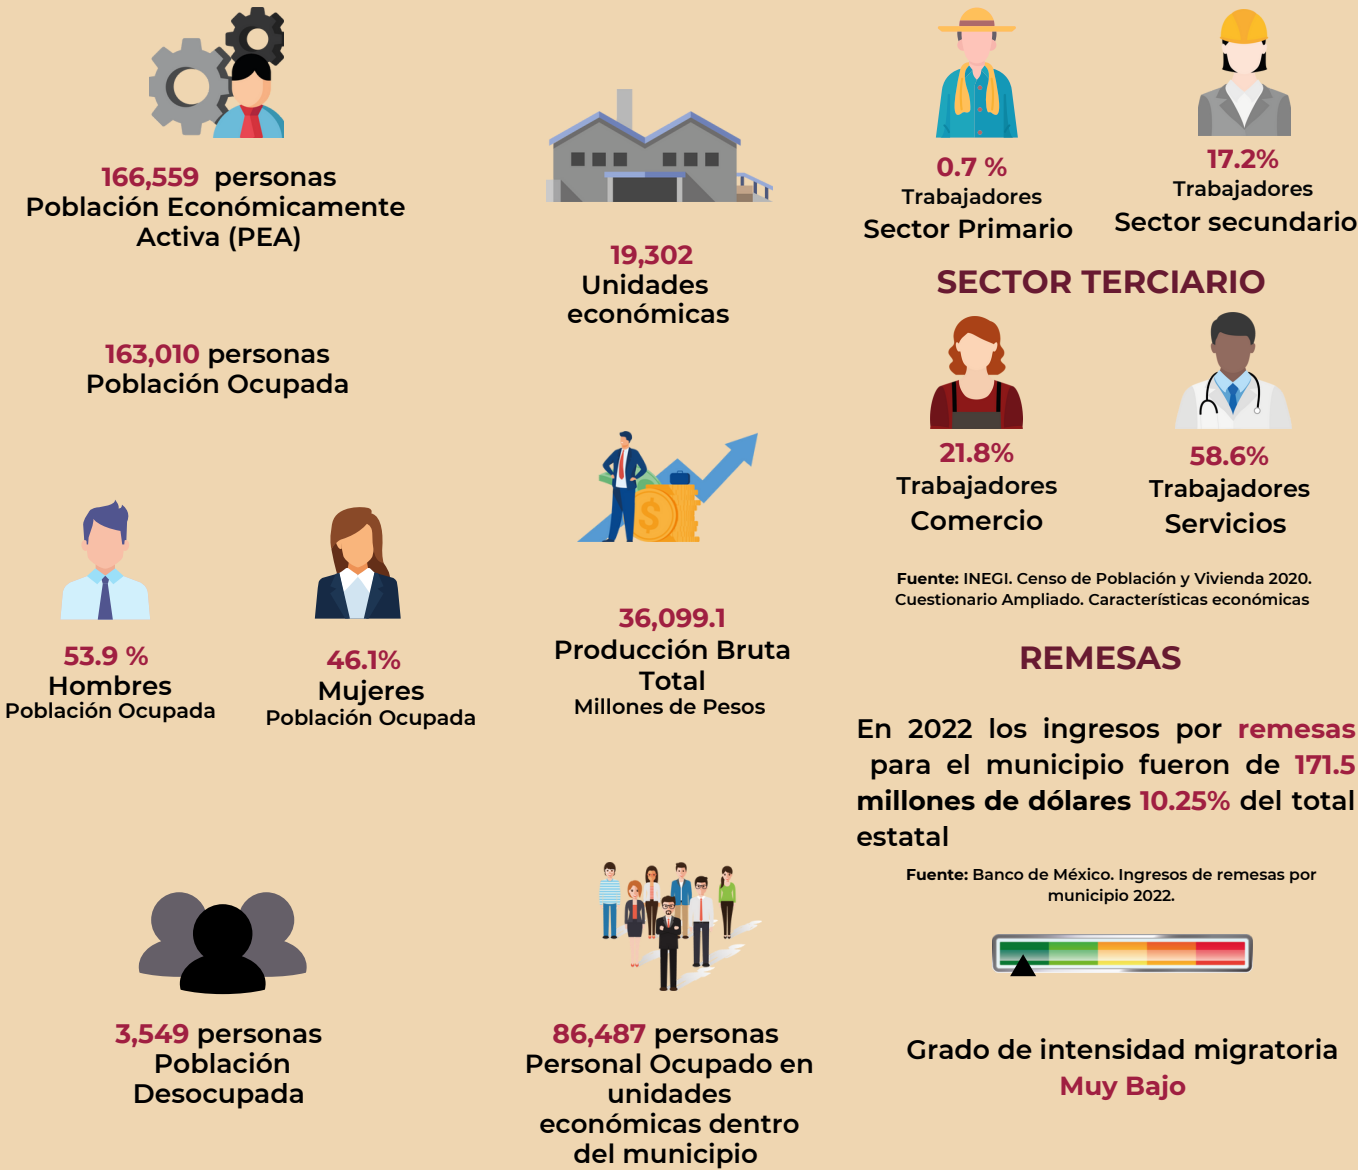 166,559 personas
Población Económicamente
Activa (PEA)
163,010 personas
Población Ocupada
53.9 %
Hombres
Población Ocupada
46.1%
Mujeres
Población Ocupada
3,549 personas
Población
Desocupada
19,302
Unidades
económicas
$
36,099.1
Producción Bruta
Total
Millones de Pesos
86,487 personas
Personal Ocupado en
unidades
económicas dentro
del municipio
0.7 %
Trabajadores
Sector Primario
17.2%
Trabajadores
Sector secundario
SECTOR TERCIARIO
21.8%
Trabajadores
Comercio
58.6%
Trabajadores
Servicios
Fuente: INEGI. Censo de Población y Vivienda 2020.
Cuestionario Ampliado. Características económicas
REMESAS
En 2022 los ingresos por remesas
para el municipio fueron de 171.5
millones de dólares 10.25% del total
estatal
Fuente: Banco de México. Ingresos de remesas por
municipio 2022.
Grado de intensidad migratoria
Muy Bajo